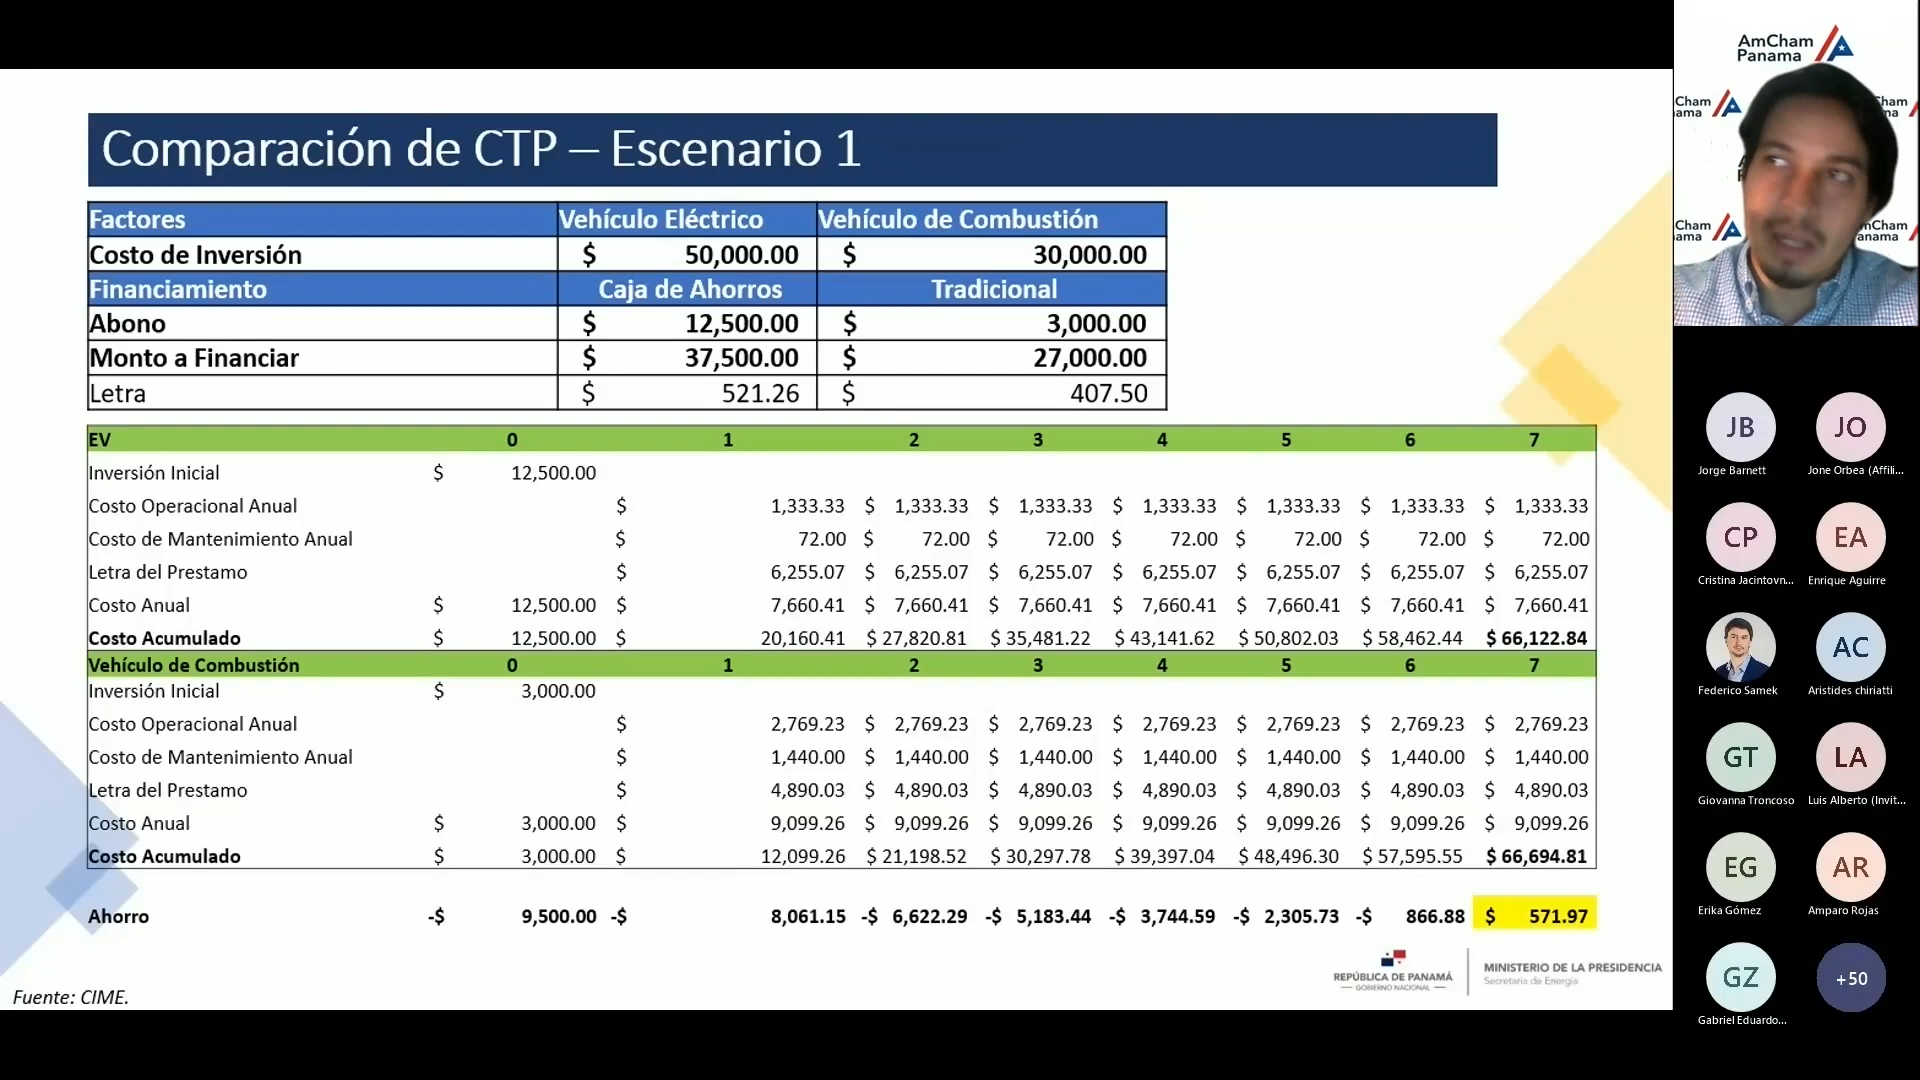 Comparación de CTP – Escenario 1
Factores Vehículo Eléctrico Vehículo de Combustión
Costo de Inversión $ 50,000.00 $ 30,000.00
Financiamiento Caja de Ahorros Tradicional
Abono $ 12,500.00 $ 3,000.00
Monto a Financiar $ 37,500.00 $ 27,000.00
Letra $ 521.26 $ 407.50
EV 0 1 2 3 4 5 6 7
Inversión Inicial $ 12,500.00
Costo Operacional Anual $ 1,333.33 $ 1,333.33 $ 1,333.33 $ 1,333.33 $ 1,333.33 $ 1,333.33 $ 1,333.33
Costo de Mantenimiento Anual $ 72.00 $ 72.00 $ 72.00 $ 72.00 $ 72.00 $ 72.00 $ 72.00
Letra del Prestamo $ 6,255.07 $ 6,255.07 $ 6,255.07 $ 6,255.07 $ 6,255.07 $ 6,255.07 $ 6,255.07
Costo Anual $ 12,500.00 $ 7,660.41 $ 7,660.41 $ 7,660.41 $ 7,660.41 $ 7,660.41 $ 7,660.41 $ 7,660.41
Costo Acumulado $ 12,500.00 $ 20,160.41 $ 27,820.81 $ 35,481.22 $ 43,141.62 $ 50,802.03 $ 58,462.44 $ 66,122.84
Vehículo de Combustión 0 1 2 3 4 5 6 7
Inversión Inicial $ 3,000.00
Costo Operacional Anual $ 2,769.23 $ 2,769.23 $ 2,769.23 $ 2,769.23 $ 2,769.23 $ 2,769.23 $ 2,769.23
Costo de Mantenimiento Anual $ 1,440.00 $ 1,440.00 $ 1,440.00 $ 1,440.00 $ 1,440.00 $ 1,440.00 $ 1,440.00
Letra del Prestamo $ 4,890.03 $ 4,890.03 $ 4,890.03 $ 4,890.03 $ 4,890.03 $ 4,890.03 $ 4,890.03
Costo Anual $ 3,000.00 $ 9,099.26 $ 9,099.26 $ 9,099.26 $ 9,099.26 $ 9,099.26 $ 9,099.26 $ 9,099.26
Costo Acumulado $ 3,000.00 $ 12,099.26 $ 21,198.52 $ 30,297.78 $ 39,397.04 $ 48,496.30 $ 57,595.55 $ 66,694.81
Ahorro -$ 9,500.00 -$ 8,061.15 -$ 6,622.29 -$ 5,183.44 -$ 3,744.59 -$ 2,305.73 -$ 866.88 $ 571.97
REPÚBLICA DE PANAMÁ
— GOBIERNO NACIONAL —
MINISTERIO DE LA PRESIDENCIA
Secretaría de Energía
Fuente: CIME.
AmCham
Panama
JB JO
Jorge Barnett Jone Orbea (Affili...
CP EA
Cristina Jacintovn... Enrique Aguirre
AC
Federico Samek Aristides chiriatti
GT LA
Giovanna Troncoso Luis Alberto (Invit...
EG AR
Erika Gómez Amparo Rojas
GZ +50
Gabriel Eduardo...